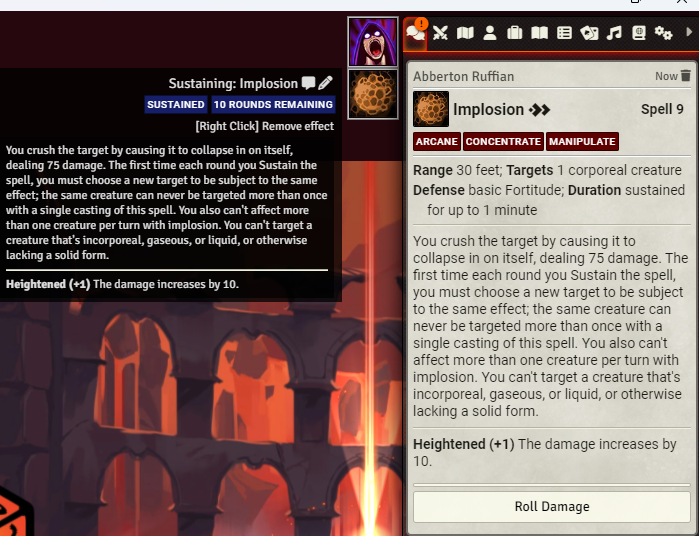 Sustaining: Implosion
SUSTAINED 10 ROUNDS REMAINING
[Right Click] Remove effect
You crush the target by causing it to collapse in on itself,
dealing 75 damage. The first time each round you Sustain the
spell, you must choose a new target to be subject to the same
effect; the same creature can never be targeted more than once
with a single casting of this spell. You also can't affect more
than one creature per turn with implosion. You can't target a
creature that's incorporeal, gaseous, or liquid, or otherwise
lacking a solid form.
Heightened (+1) The damage increases by 10.
!
Abberton Ruffian Now
Implosion Spell 9
ARCANE CONCENTRATE MANIPULATE
Range 30 feet; Targets 1 corporeal creature
Defense basic Fortitude; Duration sustained
for up to 1 minute
You crush the target by causing it to
collapse in on itself, dealing 75 damage. The
first time each round you Sustain the spell,
you must choose a new target to be subject
to the same effect; the same creature can
never be targeted more than once with a
single casting of this spell. You also can't
affect more than one creature per turn with
implosion. You can't target a creature that's
incorporeal, gaseous, or liquid, or otherwise
lacking a solid form.
Heightened (+1) The damage increases by
10.
Roll Damage